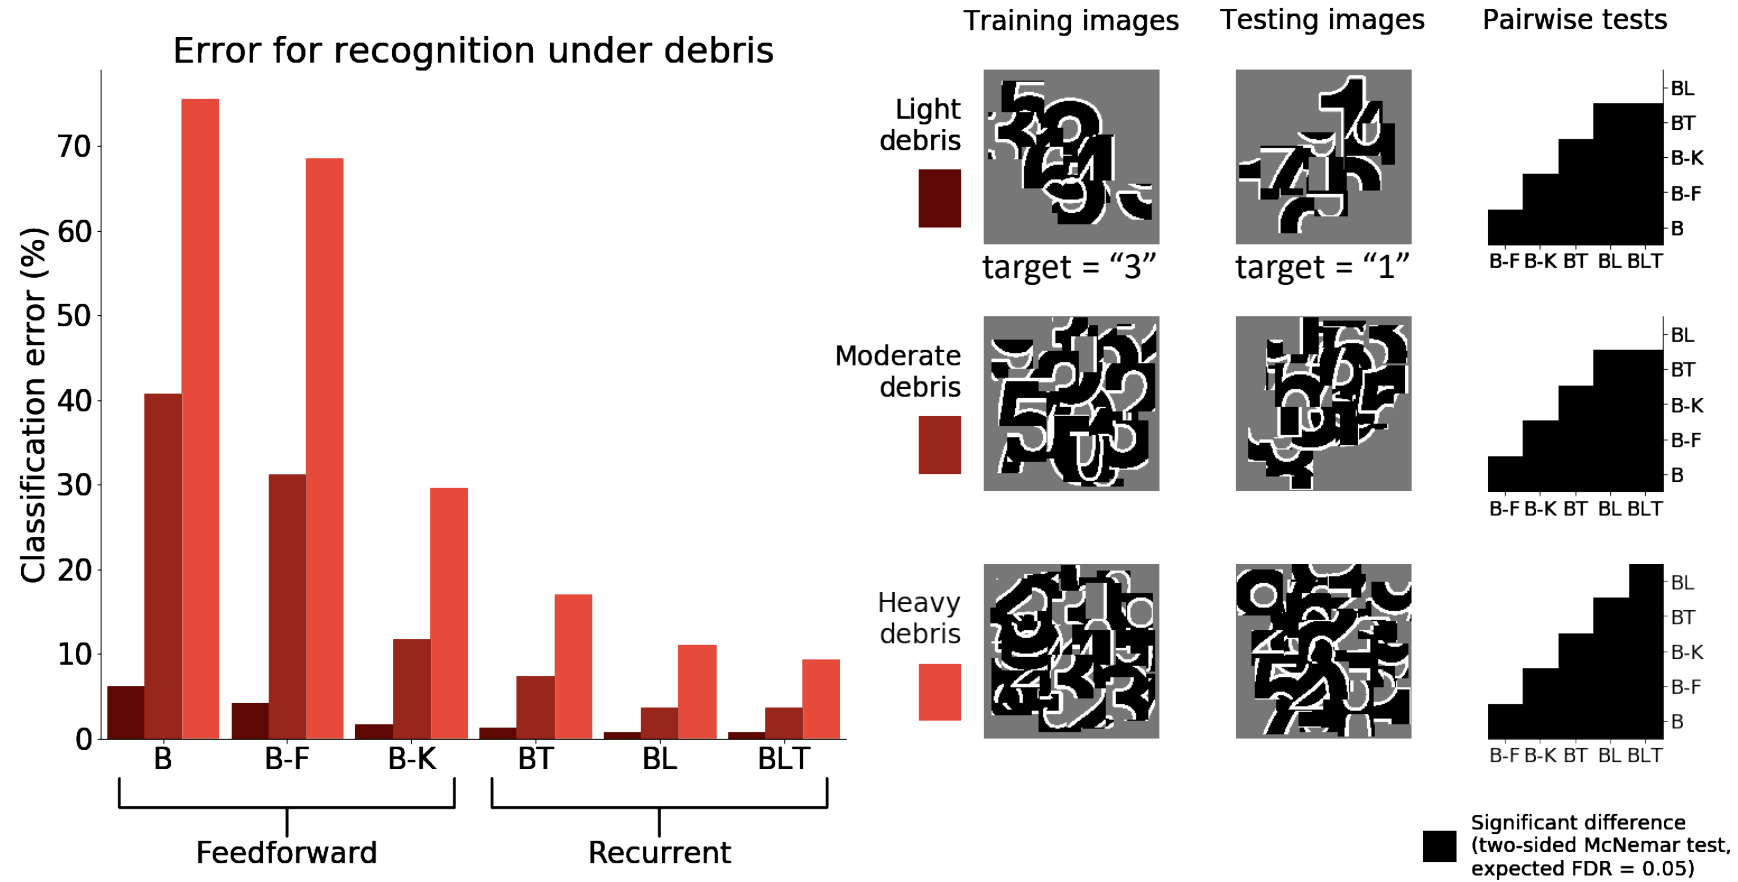 Error for recognition under debris
Classification error (%)
70
60
50
40
30
20
10
0
B B-F B-K BT BL BLT
Feedforward Recurrent
Training images Testing images Pairwise tests
Light
debris
target = “3” target = “1”
BL
BT
B-K
B-F
B
B-F B-K BT BL BLT
Moderate
debris
BL
BT
B-K
B-F
B
B-F B-K BT BL BLT
Heavy
debris
BL
BT
B-K
B-F
B
B-F B-K BT BL BLT
Significant difference
(two-sided McNemar test,
expected FDR = 0.05)